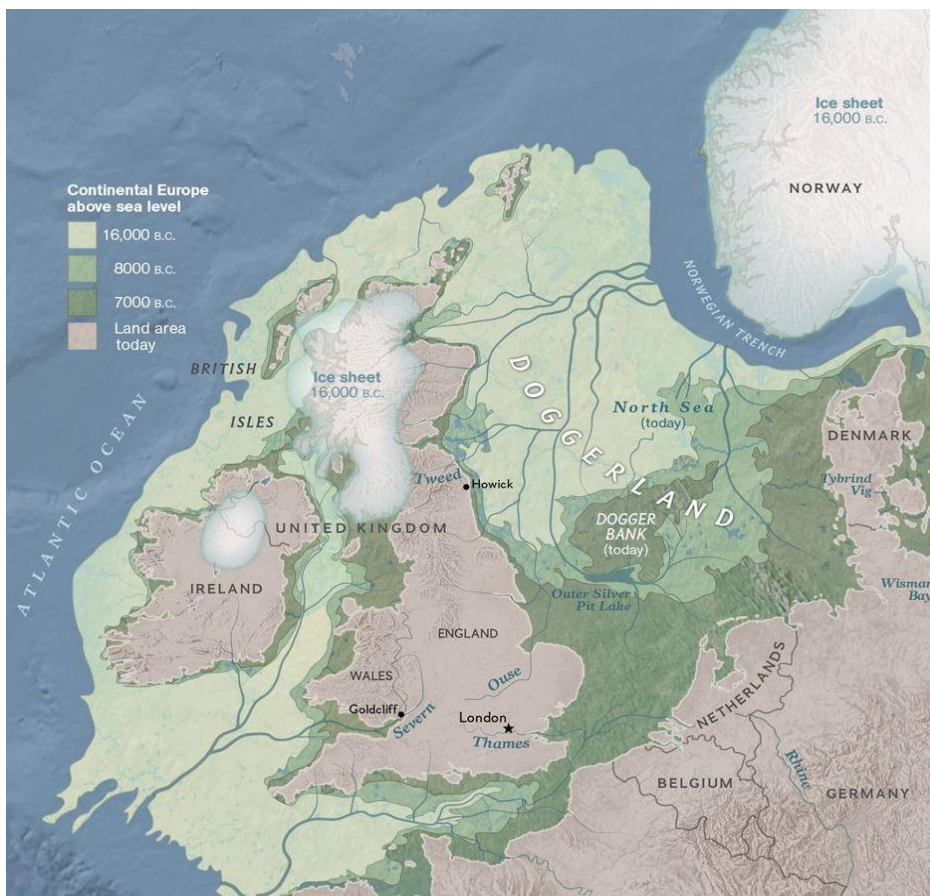 Ice sheet
16,000 B.C.
NORWAY
Continental Europe
above sea level
16,000 B.C.
8000 B.C.
7000 B.C.
Land area
today
NORWEGIAN TRENCH
BRITISH
ISLES
Ice sheet
16,000 B.C.
ATLANTIC OCEAN
DOGGERLAND
North Sea
(today)
DENMARK
Tybrind
Vig
Tweed
Howick
DOGGER
BANK
(today)
UNITED KINGDOM
IRELAND
Outer Silver
Pit Lake
Wismar
Bay
ENGLAND
WALES
Ouse
NETHERLANDS
Goldcliff
Severn
London
Thames
BELGIUM
Rhine
GERMANY